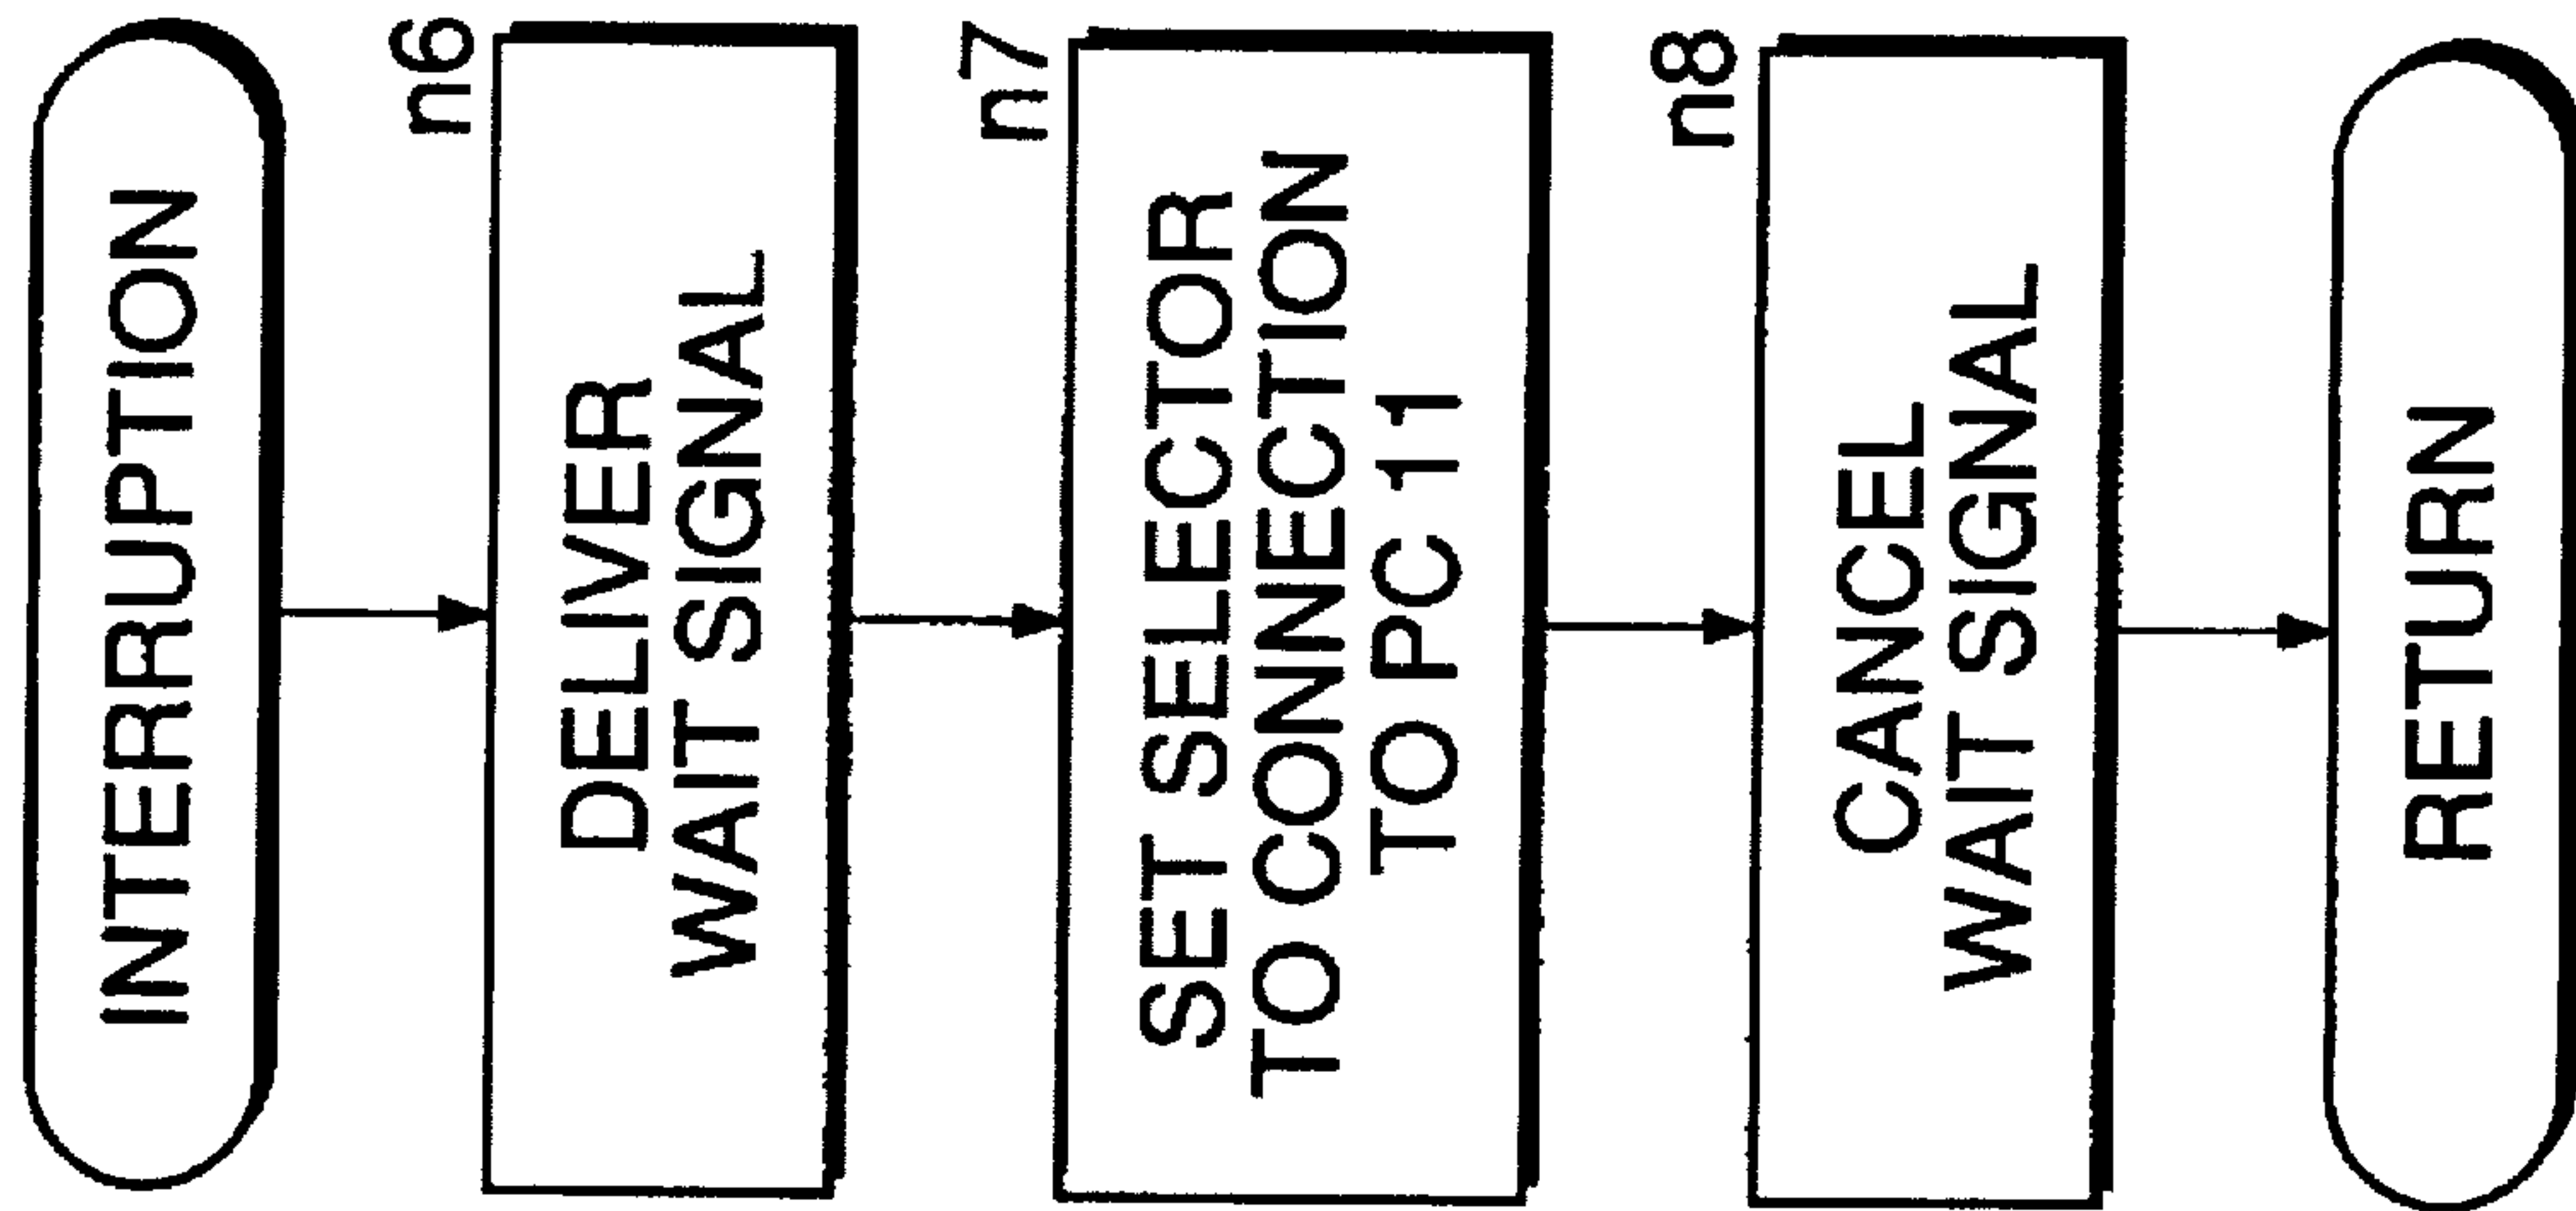 INTERRUPTION
n6
DELIVER
WAIT SIGNAL
n7
SET SELECTOR
TO CONNECTION
TO PC 11
n8
CANCEL
WAIT SIGNAL
RETURN